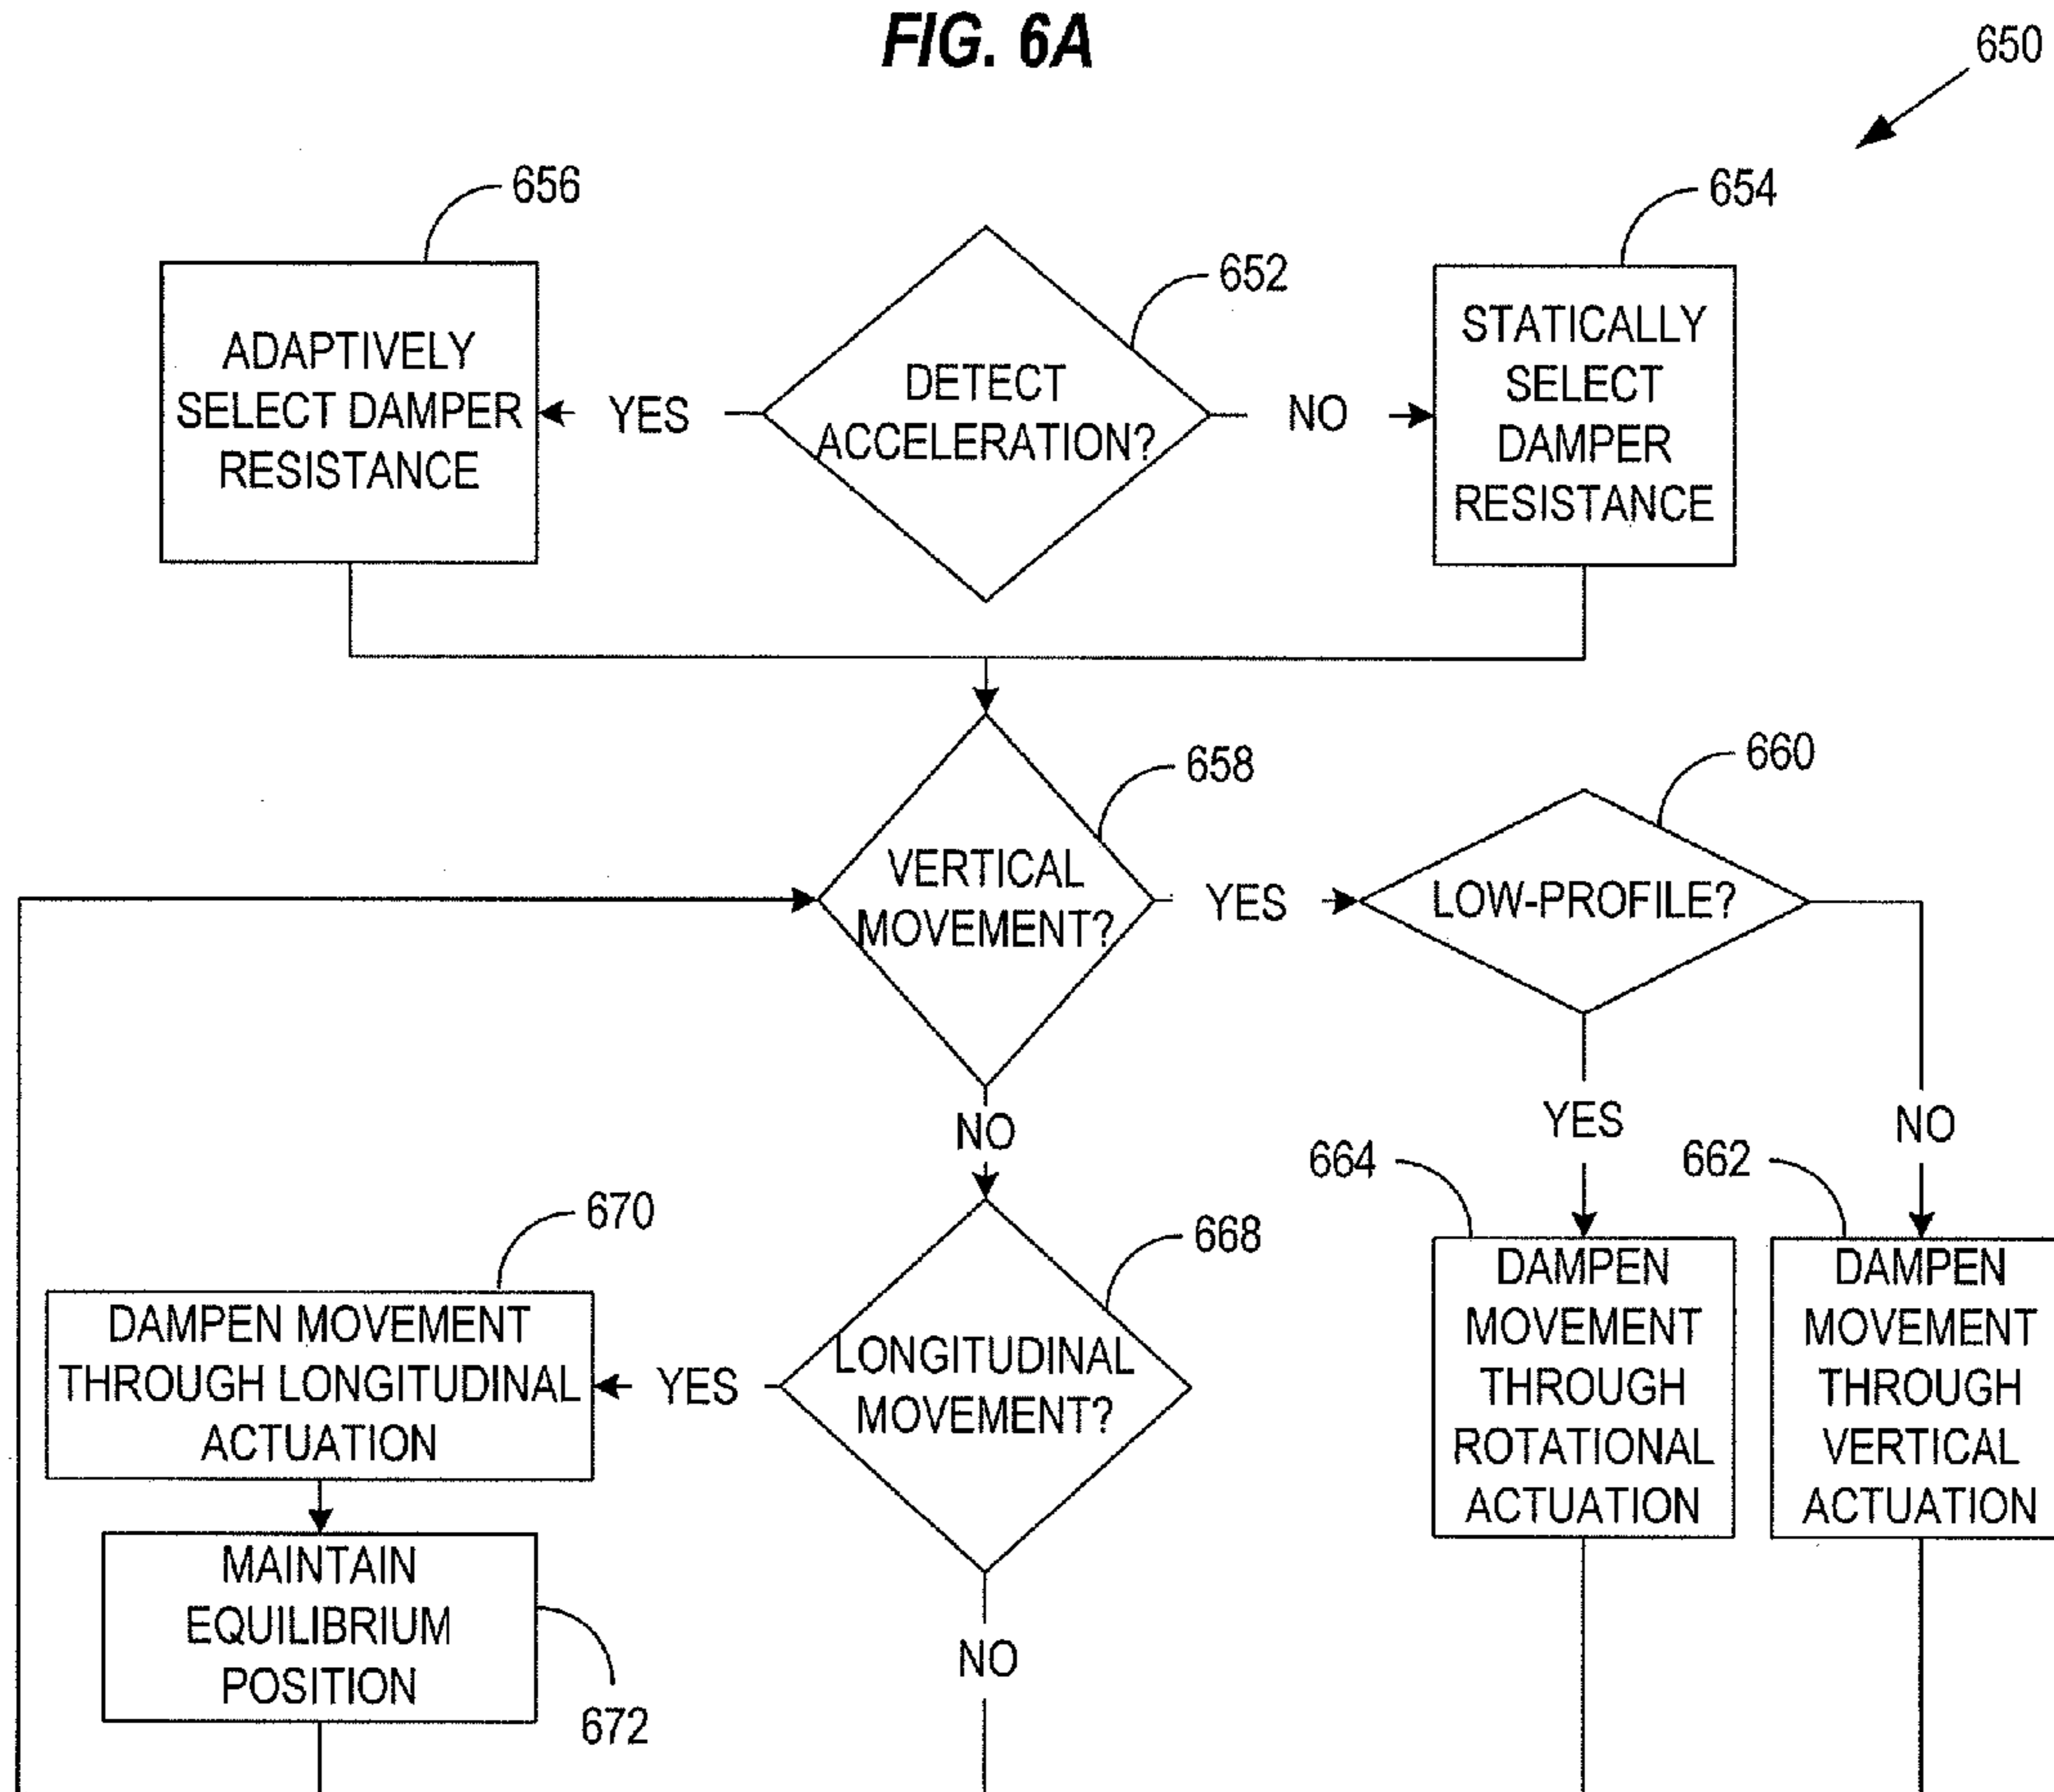 FIG. 6A
650
656
654
652
ADAPTIVELY
SELECT DAMPER
RESISTANCE
YES
DETECT
ACCELERATION?
NO
STATICALLY
SELECT
DAMPER
RESISTANCE
658
660
VERTICAL
MOVEMENT?
YES
LOW-PROFILE?
NO
YES
NO
664
662
670
668
DAMPEN MOVEMENT
THROUGH LONGITUDINAL
ACTUATION
YES
LONGITUDINAL
MOVEMENT?
DAMPEN
MOVEMENT
THROUGH
ROTATIONAL
ACTUATION
DAMPEN
MOVEMENT
THROUGH
VERTICAL
ACTUATION
MAINTAIN
EQUILIBRIUM
POSITION
672
NO